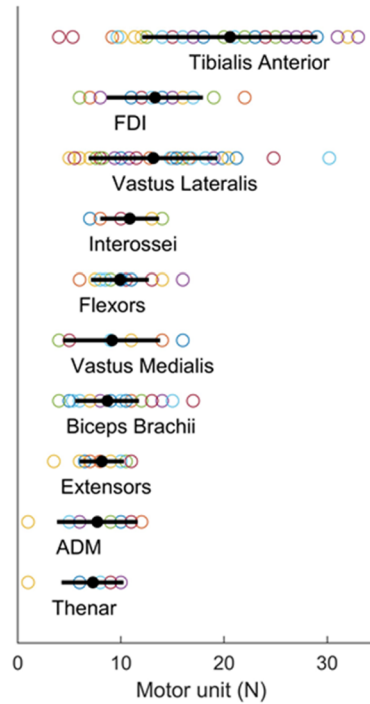 Tibialis Anterior
FDI
Vastus Lateralis
Interossei
Flexors
Vastus Medialis
Biceps Brachii
Extensors
ADM
Thenar
0 10 20 30
Motor unit (N)